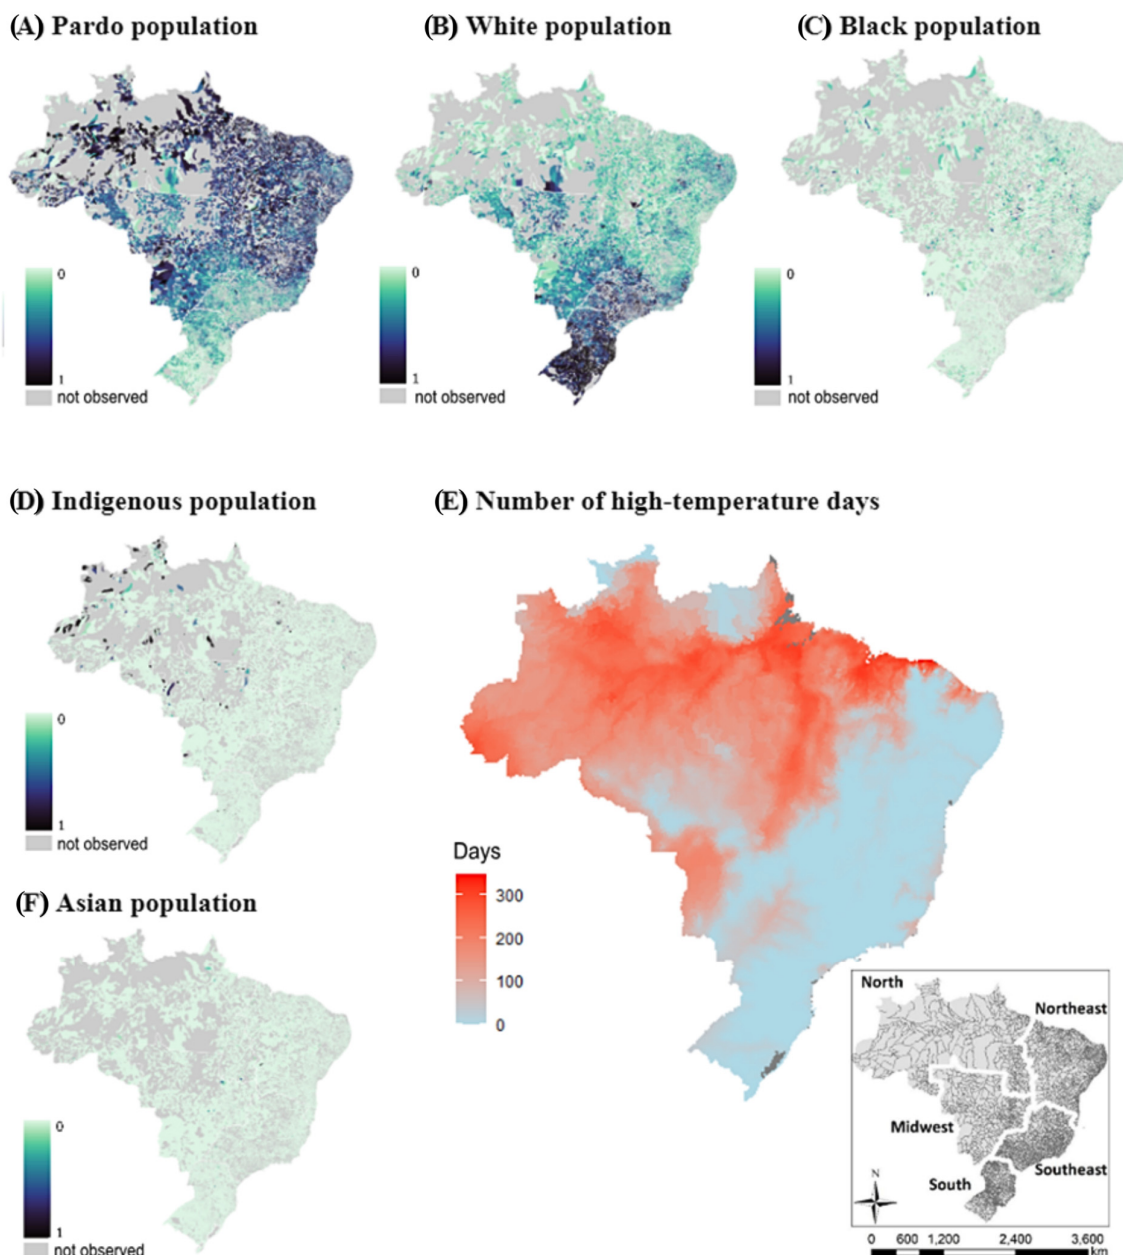 (A) Pardo population
(B) White population
(C) Black population
0
1
not observed
0
1
not observed
0
1
not observed
(D) Indigenous population
(E) Number of high-temperature days
0
1
not observed
Days
300
200
100
0
(F) Asian population
0
1
not observed
North
Northeast
Midwest
Southeast
South
N
0 600 1,200 2,400 3,600
km